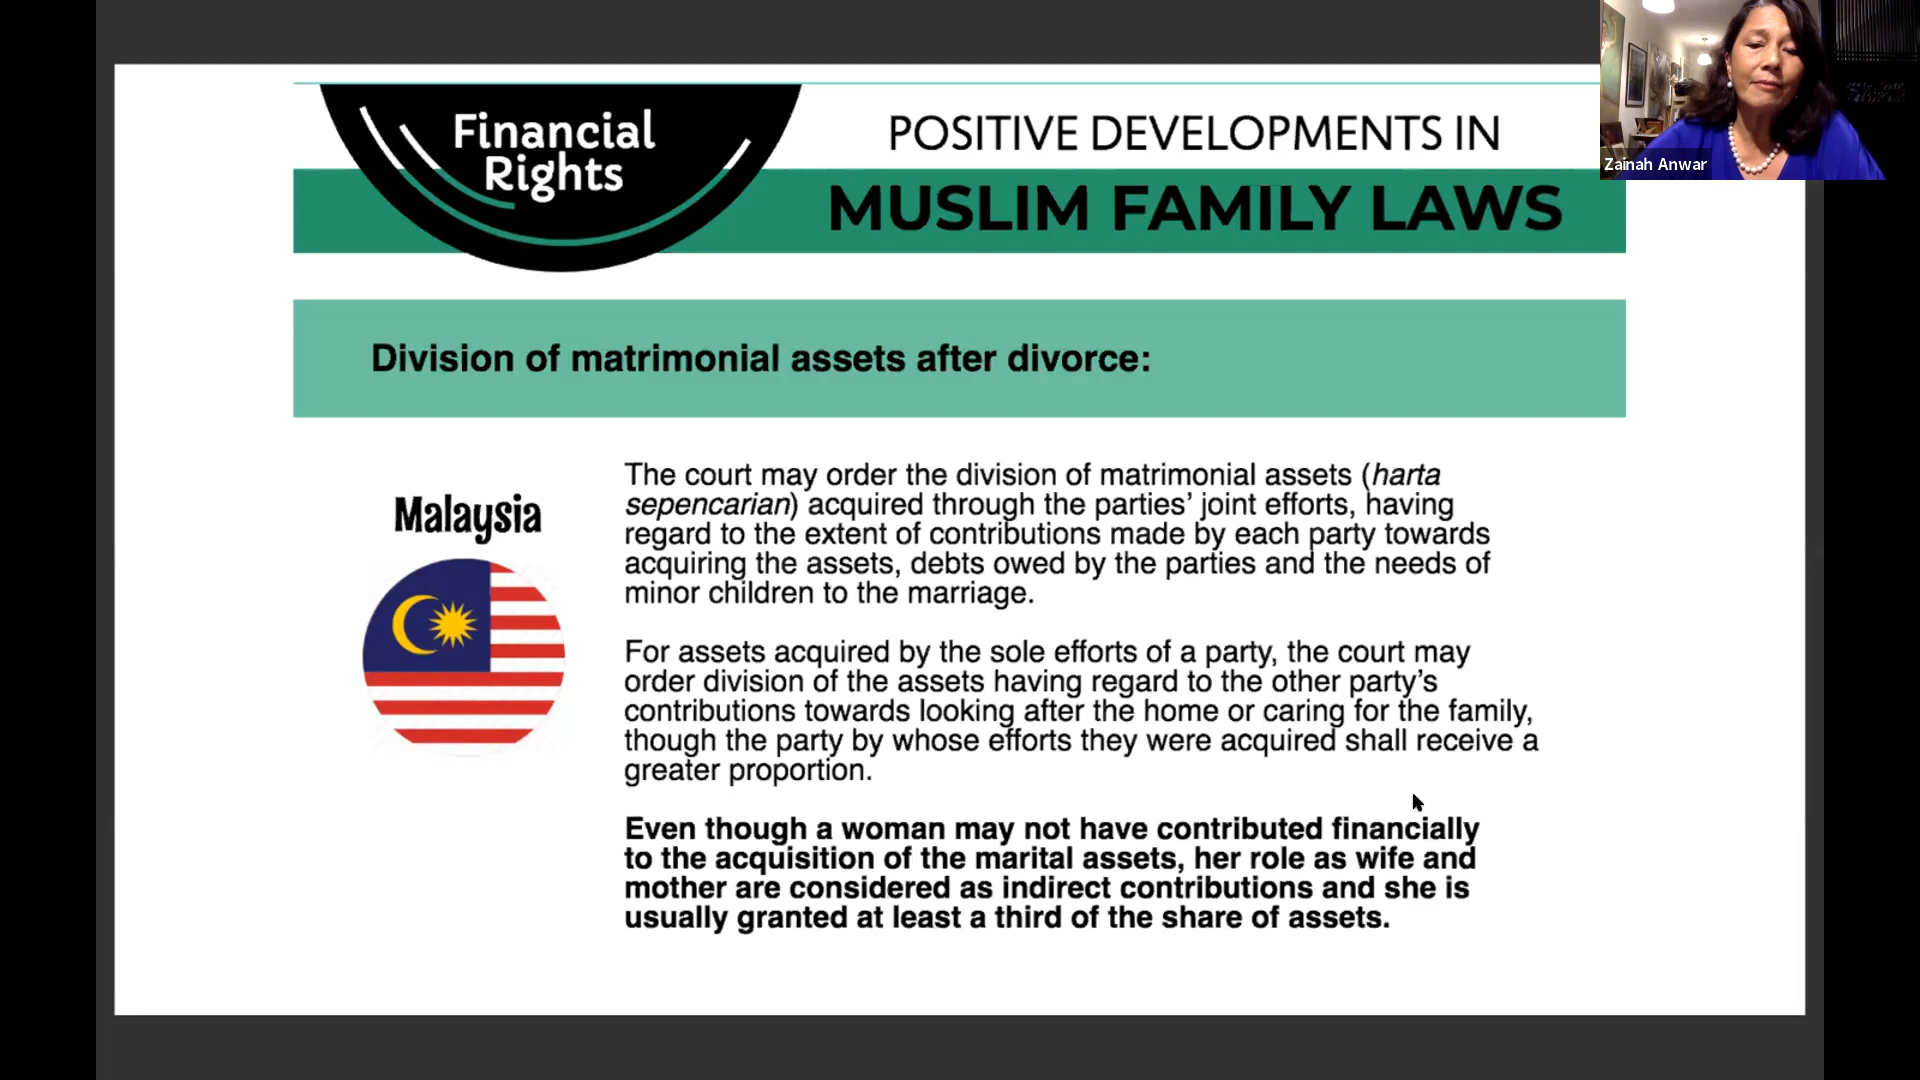 Financial
Rights
POSITIVE DEVELOPMENTS IN
MUSLIM FAMILY LAWS
Zainah Anwar
Division of matrimonial assets after divorce:
Malaysia
The court may order the division of matrimonial assets (harta
sepencarian) acquired through the parties’ joint efforts, having
regard to the extent of contributions made by each party towards
acquiring the assets, debts owed by the parties and the needs of
minor children to the marriage.
For assets acquired by the sole efforts of a party, the court may
order division of the assets having regard to the other party’s
contributions towards looking after the home or caring for the family,
though the party by whose efforts they were acquired shall receive a
greater proportion.
Even though a woman may not have contributed financially
to the acquisition of the marital assets, her role as wife and
mother are considered as indirect contributions and she is
usually granted at least a third of the share of assets.